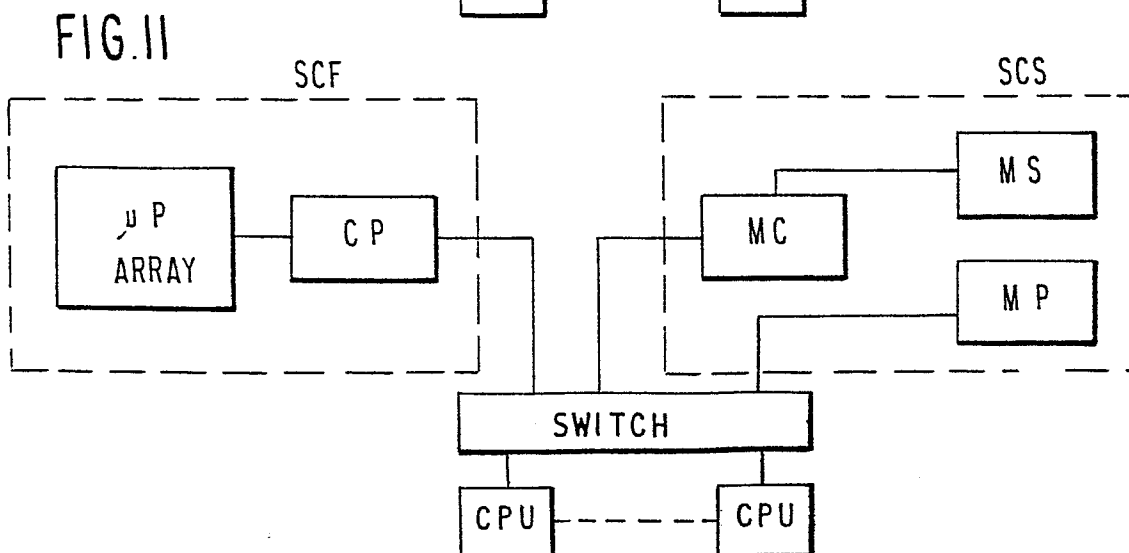 FIG.11
SCF
SCS
MS
µP
ARRAY
CP
MC
MP
SWITCH
CPU
CPU